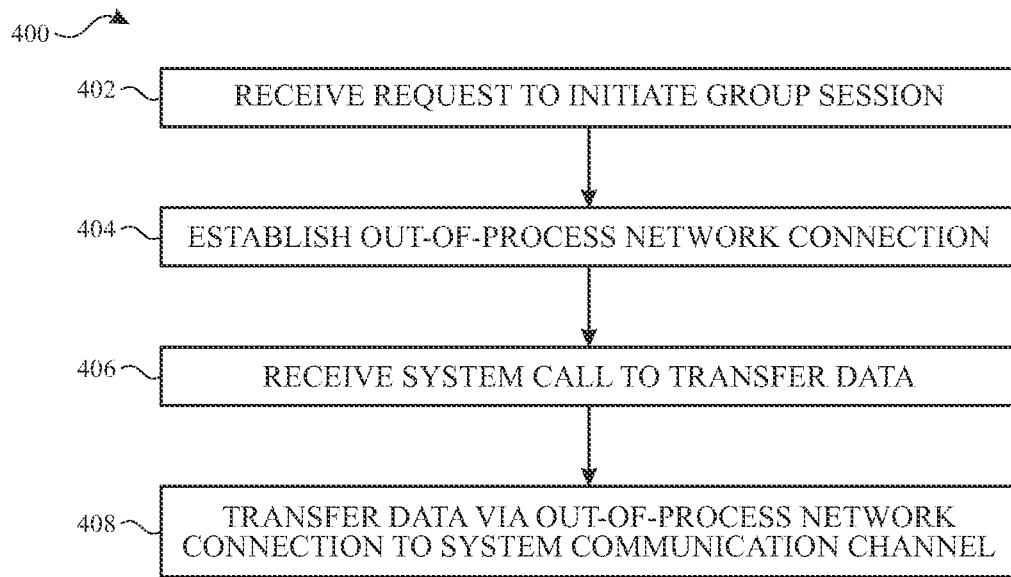 400
402
RECEIVE REQUEST TO INITIATE GROUP SESSION
404
ESTABLISH OUT-OF-PROCESS NETWORK CONNECTION
406
RECEIVE SYSTEM CALL TO TRANSFER DATA
408
TRANSFER DATA VIA OUT-OF-PROCESS NETWORK
CONNECTION TO SYSTEM COMMUNICATION CHANNEL